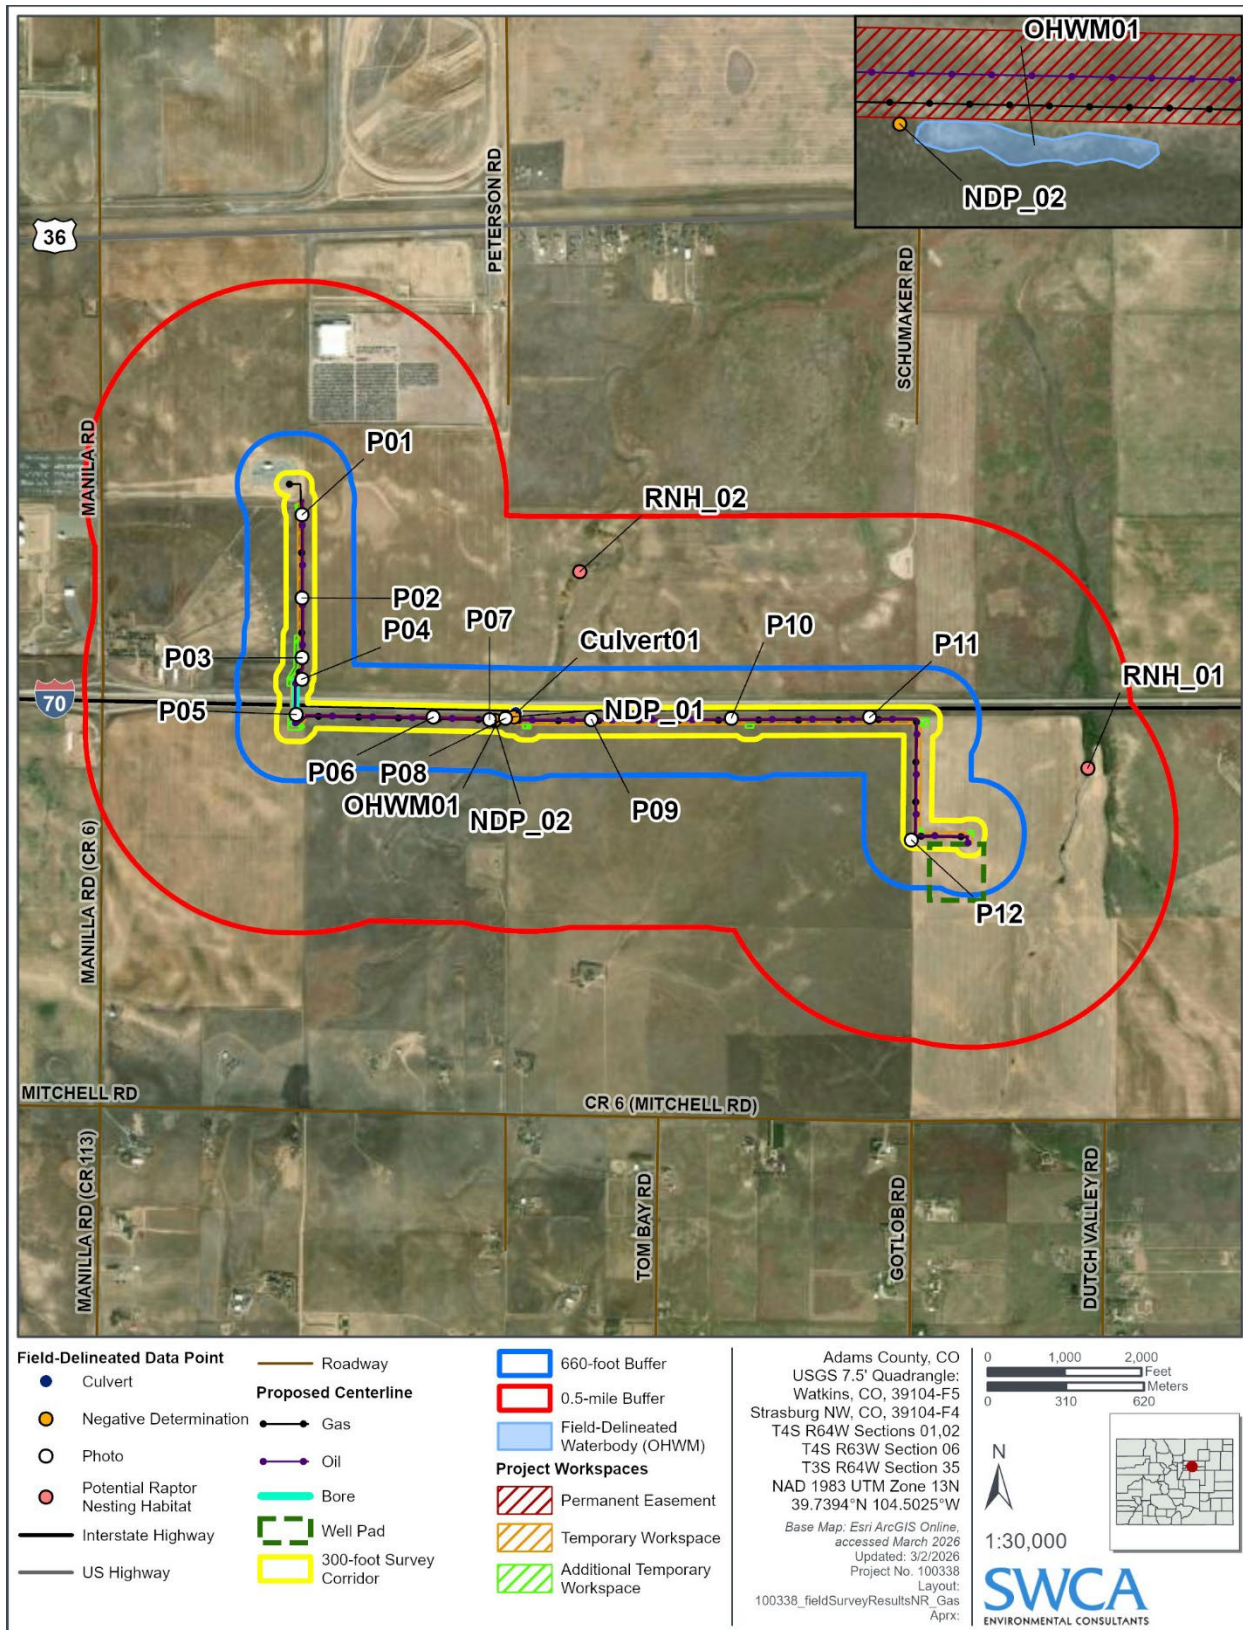 OHWM01
NDP_02
36
PETERSON RD
SCHUMAKER RD
MANILA RD
P01
RNH_02
P02
P04
P07
Culvert01
P10
P11
P03
RNH_01
70
P05
NDP_01
P06
P08
OHWM01
NDP_02
P09
P12
MANILLA RD (CR 6)
MITCHELL RD
CR 6 (MITCHELL RD)
MANILLA RD (CR 113)
TOM BAY RD
GOTLOB RD
DUTCH VALLEY RD
Field-Delineated Data Point
Culvert
Negative Determination
Photo
Potential Raptor
Nesting Habitat
Interstate Highway
US Highway
Roadway
Proposed Centerline
Gas
Oil
Bore
Well Pad
300-foot Survey
Corridor
660-foot Buffer
0.5-mile Buffer
Field-Delineated
Waterbody (OHWM)
Project Workspaces
Permanent Easement
Temporary Workspace
Additional Temporary
Workspace
Adams County, CO
USGS 7.5' Quadrangle:
Watkins, CO, 39104-F5
Strasburg NW, CO, 39104-F4
T4S R64W Sections 01,02
T4S R63W Section 06
T3S R64W Section 35
NAD 1983 UTM Zone 13N
39.7394°N 104.5025°W
Base Map: Esri ArcGIS Online,
accessed March 2026
Updated: 3/2/2026
Project No. 100338
Layout:
100338_fieldSurveyResultsNR_Gas
Aprx:
0 1,000 2,000
Feet
Meters
0 310 620
N
1:30,000
SWCA
ENVIRONMENTAL CONSULTANTS